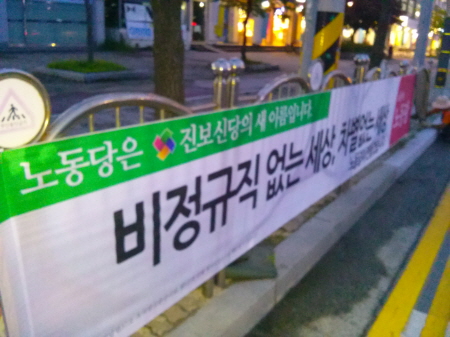 노동당은 진보신당의 새 이름입니다
비정규직 없는 세상, 차별 없는 세상